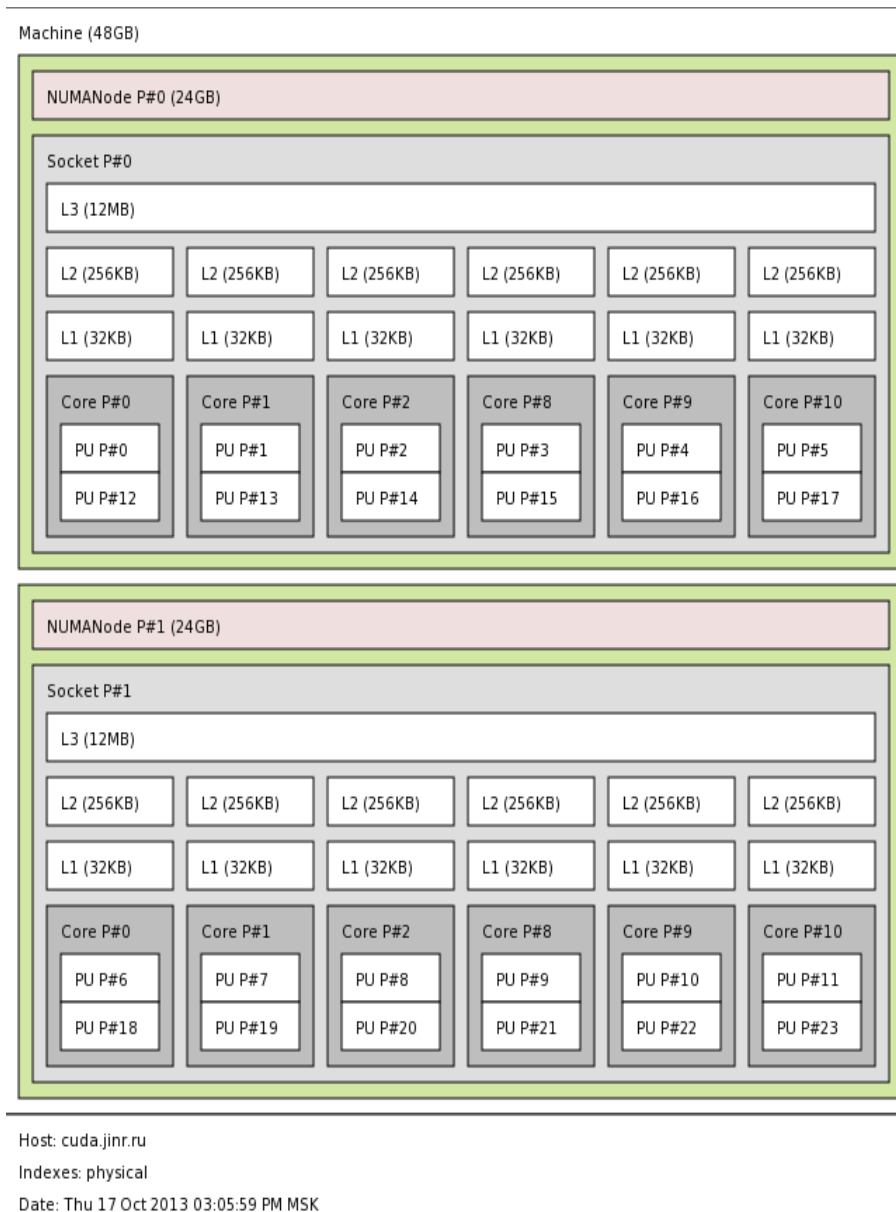 Machine (48GB)
NUMANode P#0 (24GB)
Socket P#0
L3 (12MB)
L2 (256KB) L2 (256KB) L2 (256KB) L2 (256KB) L2 (256KB) L2 (256KB)
L1 (32KB) L1 (32KB) L1 (32KB) L1 (32KB) L1 (32KB) L1 (32KB)
Core P#0 Core P#1 Core P#2 Core P#8 Core P#9 Core P#10
PU P#0 PU P#1 PU P#2 PU P#3 PU P#4 PU P#5
PU P#12 PU P#13 PU P#14 PU P#15 PU P#16 PU P#17
NUMANode P#1 (24GB)
Socket P#1
L3 (12MB)
L2 (256KB) L2 (256KB) L2 (256KB) L2 (256KB) L2 (256KB) L2 (256KB)
L1 (32KB) L1 (32KB) L1 (32KB) L1 (32KB) L1 (32KB) L1 (32KB)
Core P#0 Core P#1 Core P#2 Core P#8 Core P#9 Core P#10
PU P#6 PU P#7 PU P#8 PU P#9 PU P#10 PU P#11
PU P#18 PU P#19 PU P#20 PU P#21 PU P#22 PU P#23
Host: cuda.jinr.ru
Indexes: physical
Date: Thu 17 Oct 2013 03:05:59 PM MSK